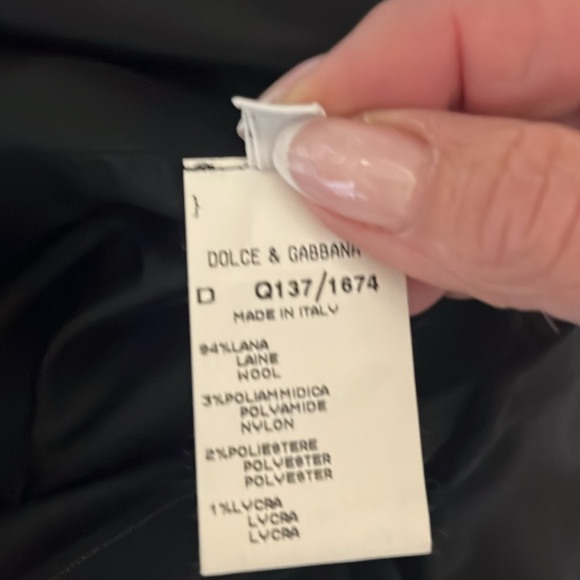 }
DOLCE & GABBANA
D Q137/1674
MADE IN ITALY
94%LANA
LAINE
WOOL
3%POLIAMMIDICA
POLYAMIDE
NYLON
2%POLIESTERE
POLYESTER
POLYESTER
1%LYCRA
LYCRA
LYCRA